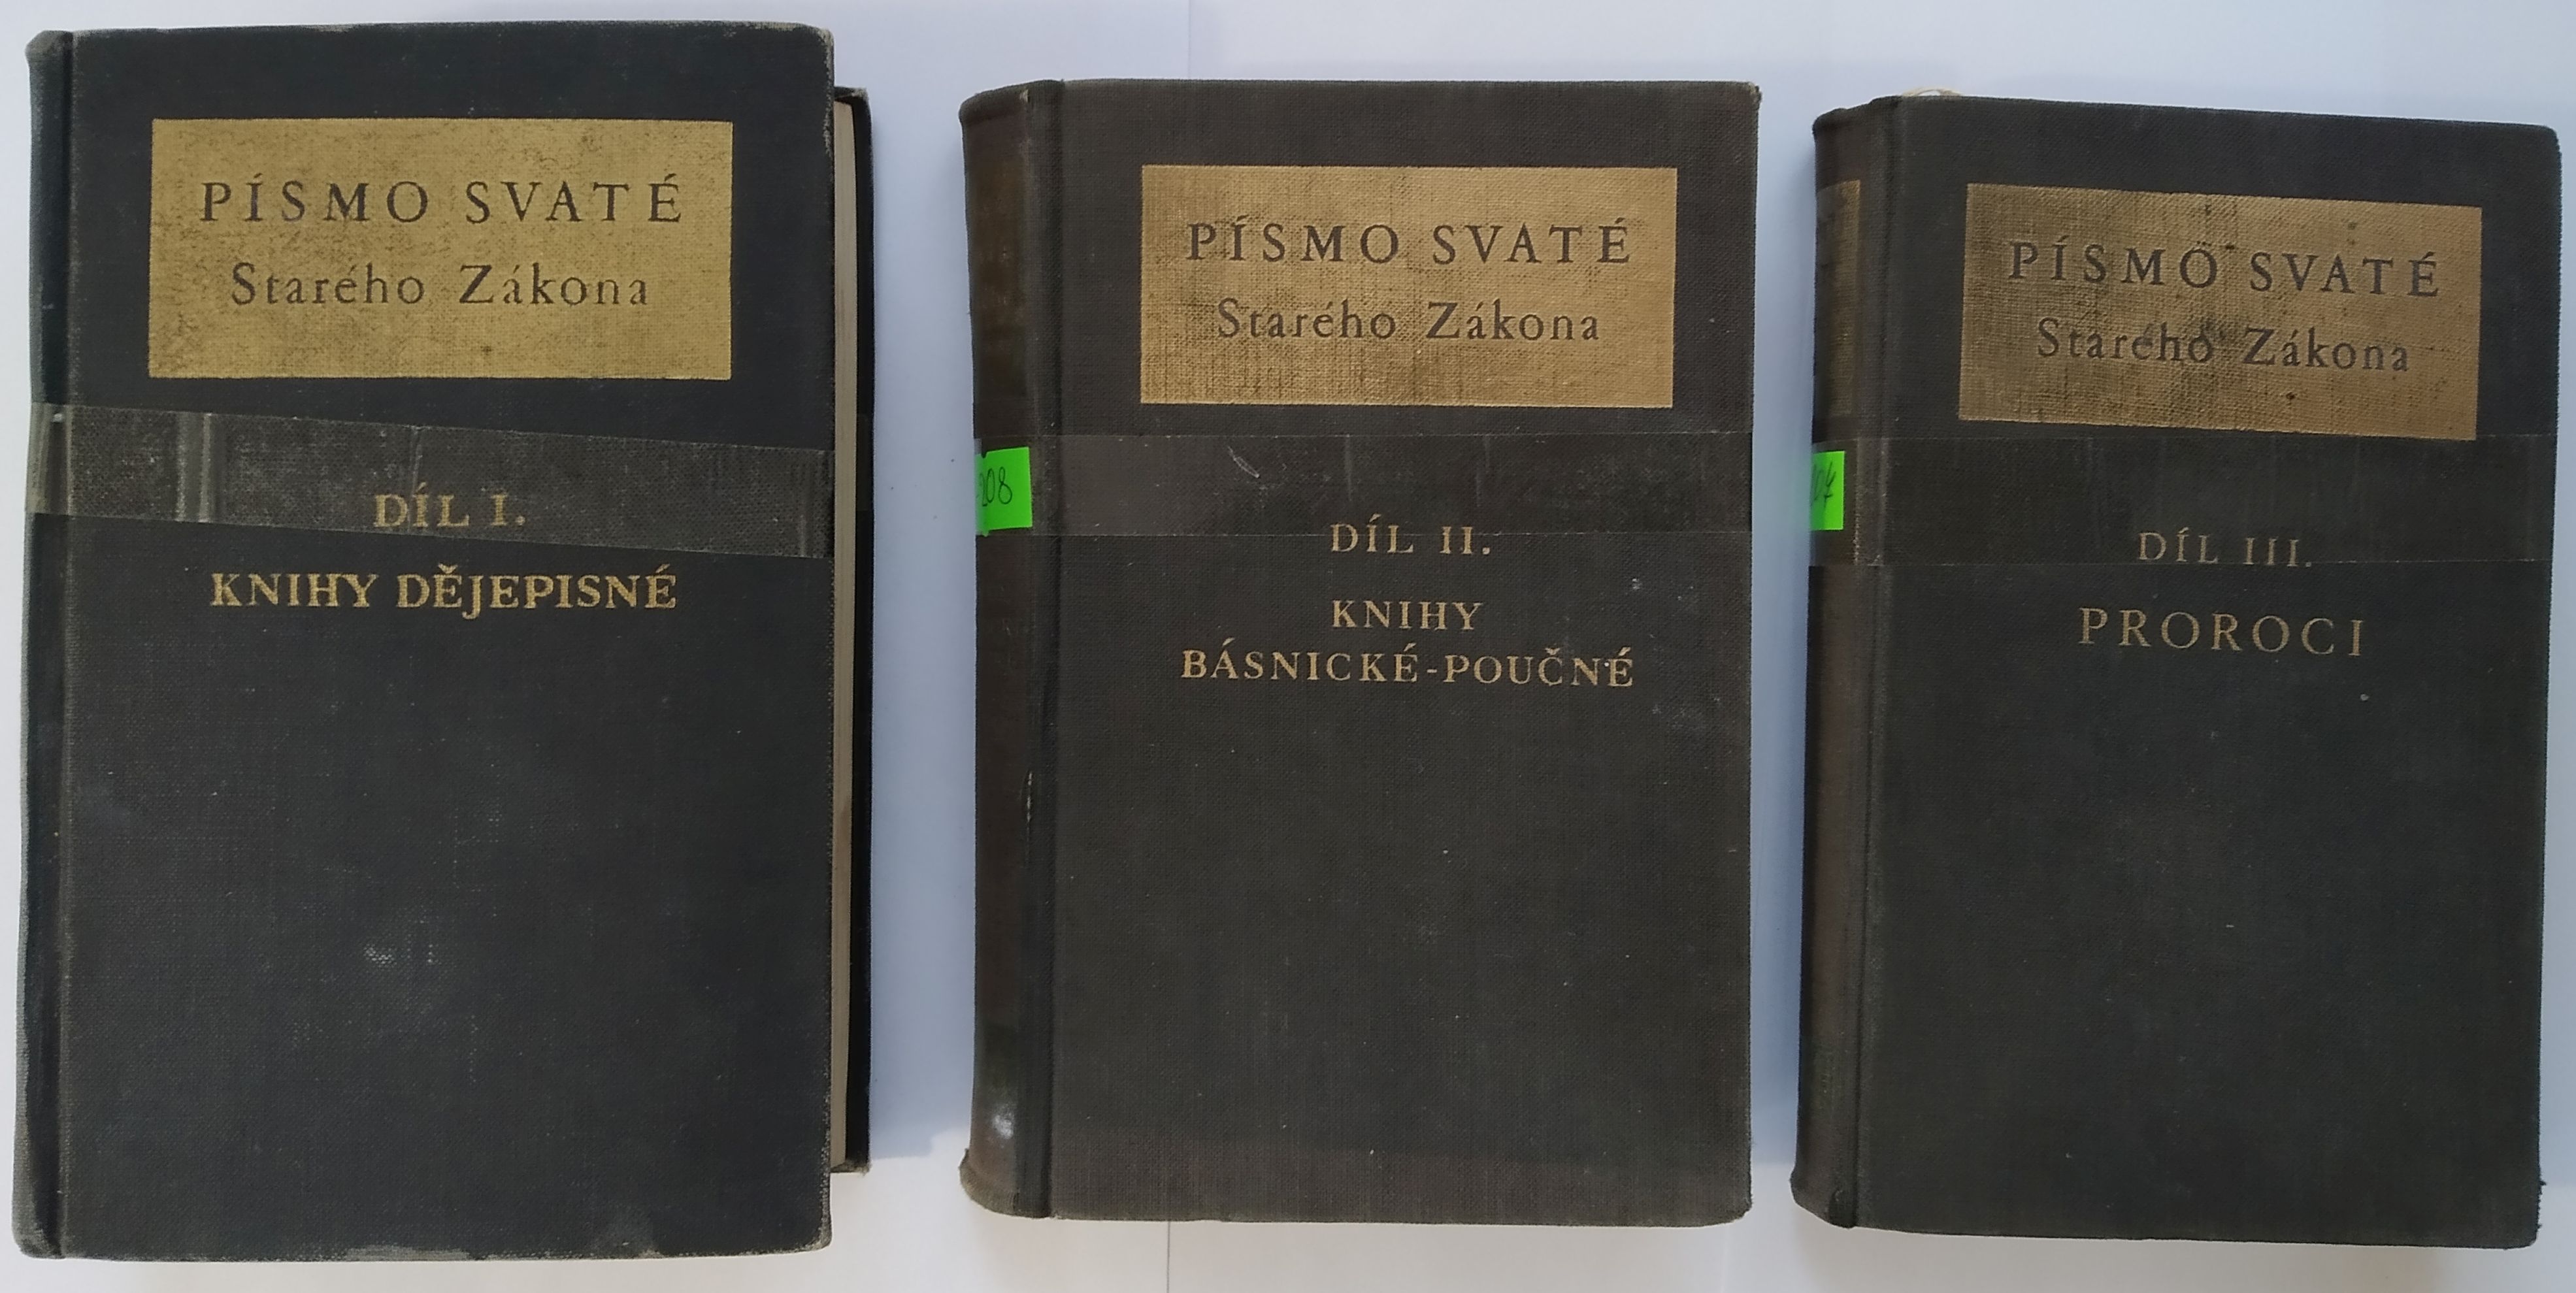 PÍSMO SVATÉ
Starého Zákona
DÍL I.
KNIHY DĚJEPISNÉ
PÍSMO SVATÉ
Starého Zákona
208
DÍL II.
KNIHY
BÁSNICKÉ-POUČNÉ
PÍSMO SVATÉ
Starého Zákona
DÍL III.
PROROCI